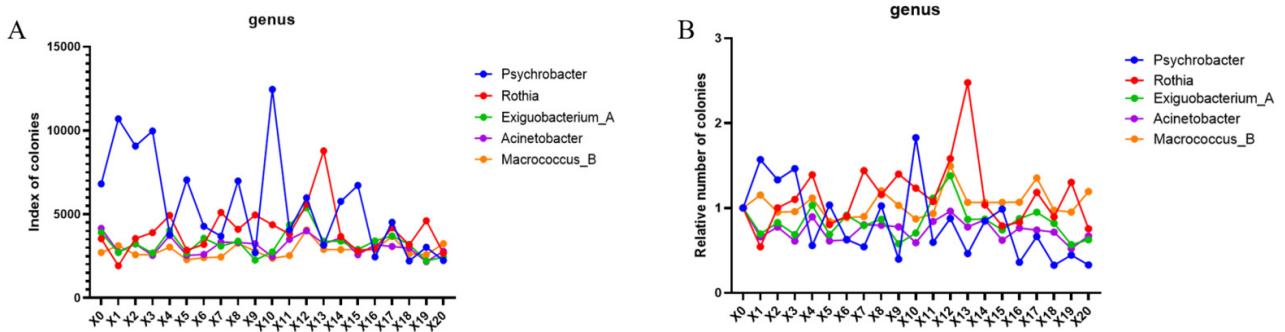 A
genus
Index of colonies
15000
10000
5000
0
X0 X1 X2 X3 X4 X5 X6 X7 X8 X9 X10 X11 X12 X13 X14 X15 X16 X17 X18 X19 X20
Psychrobacter
Rothia
Exiguobacterium_A
Acinetobacter
Macrococcus_B
B
genus
Relative number of colonies
3
2
1
0
X0 X1 X2 X3 X4 X5 X6 X7 X8 X9 X10 X11 X12 X13 X14 X15 X16 X17 X18 X19 X20
Psychrobacter
Rothia
Exiguobacterium_A
Acinetobacter
Macrococcus_B